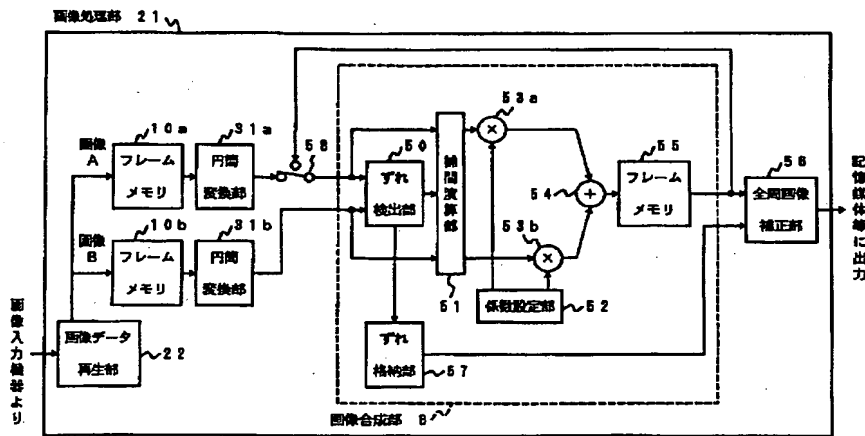 画像処理部 21
10a
31a
58
50
53a
55
56
画像
A
フレーム
メモリ
円筒
変換部
ずれ
検出部
補間演算部
54
フレーム
メモリ
全周画像
補正部
記憶媒体等に出力
10b
31b
53b
画像
B
フレーム
メモリ
円筒
変換部
51
係数設定部
52
画像入力機器より
画像データ
再生部
22
ずれ
格納部
57
画像合成部 8